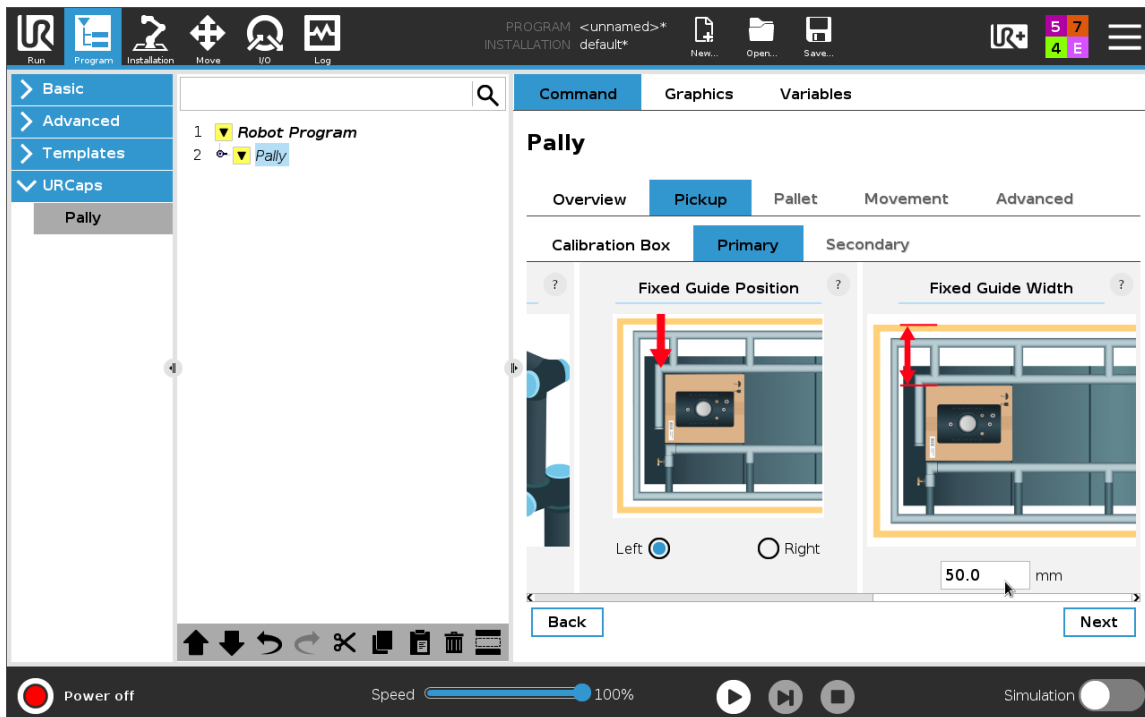 PROGRAM <unnamed>*
INSTALLATION default*
UR
UR+
5 7
4 E
Run Program Installation Move I/O Log New... Open... Save...
Basic
Advanced
Templates
URCaps
Pally
1 Robot Program
2 Pally
Command Graphics Variables
Pally
Overview Pickup Pallet Movement Advanced
Calibration Box Primary Secondary
? Fixed Guide Position ? Fixed Guide Width ?
Left Right
50.0 mm
Back Next
Power off Speed 100% Simulation